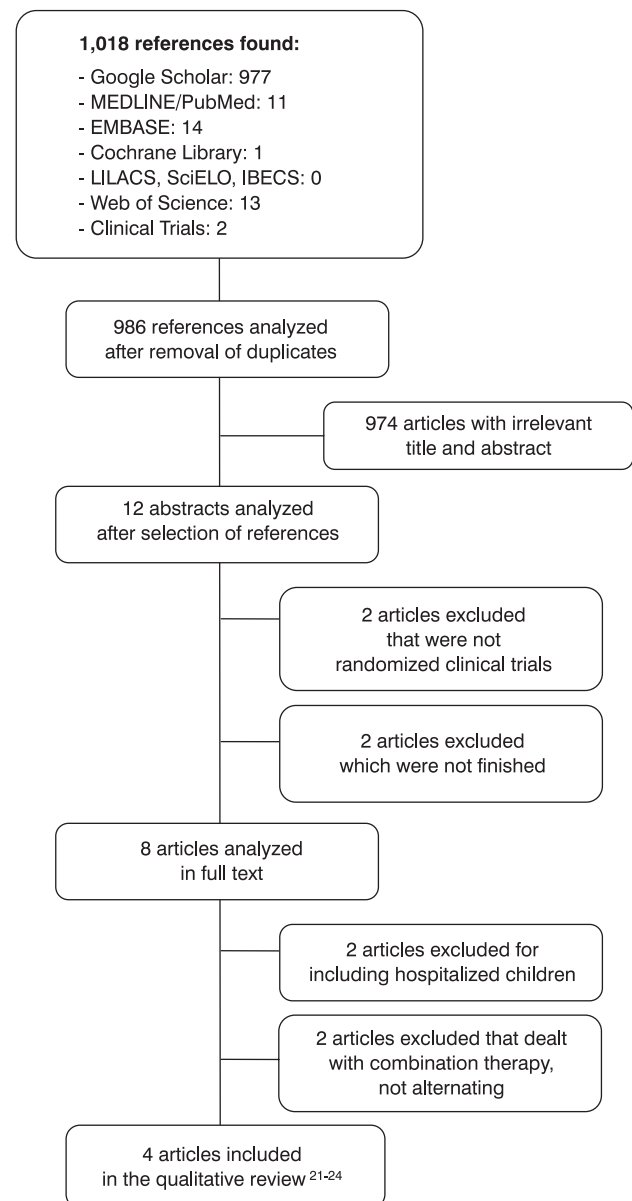 1,018 references found:
- Google Scholar: 977
- MEDLINE/PubMed: 11
- EMBASE: 14
- Cochrane Library: 1
- LILACS, SciELO, IBECS: 0
- Web of Science: 13
- Clinical Trials: 2
986 references analyzed
after removal of duplicates
974 articles with irrelevant
title and abstract
12 abstracts analyzed
after selection of references
2 articles excluded
that were not
randomized clinical trials
2 articles excluded
which were not finished
8 articles analyzed
in full text
2 articles excluded for
including hospitalized children
2 articles excluded that dealt
with combination therapy,
not alternating
4 articles included
in the qualitative review 21-24